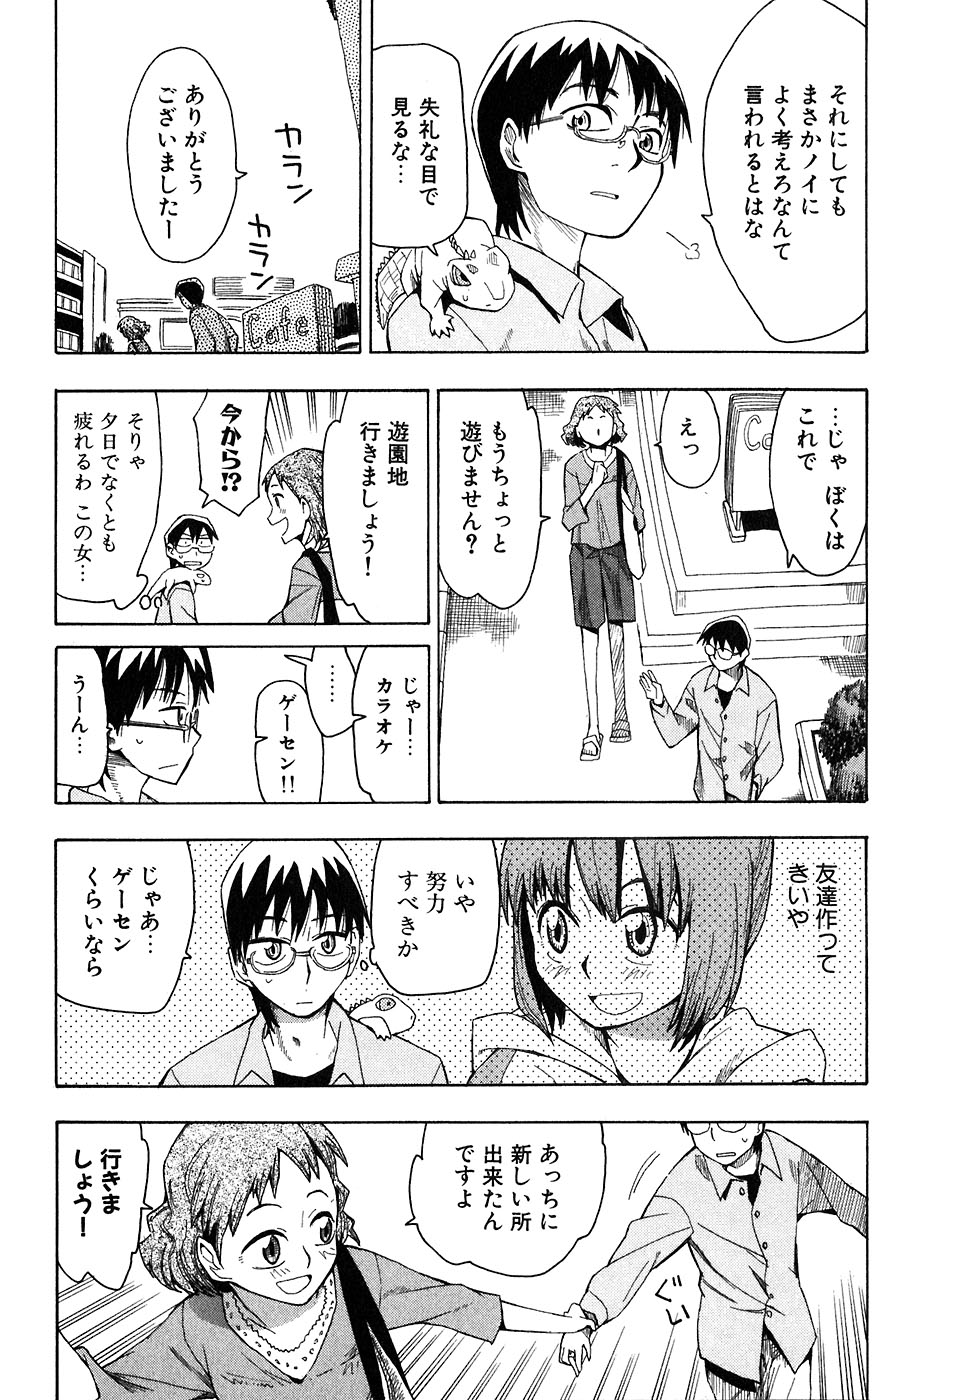 それにしても
まさかノイに
よく考えろなんて
言われるとはな
失礼な目で
見るな…
カラン
カラン
ありがとう
ございましたー
Cafe
…じゃ ぼくは
これで
えっ
もうちょっと
遊びません？
Ca
遊園地
行きましょう！
今から!?
そりゃ
夕日でなくとも
疲れるわ この女…
じゃー…
カラオケ
……
ゲーセン!!
うーん…
友達作って
きいや
いや
努力
すべきか
じゃあ…
ゲーセン
くらいなら
あっちに
新しい所
出来たん
ですよ
ぐい
行きま
しょう！